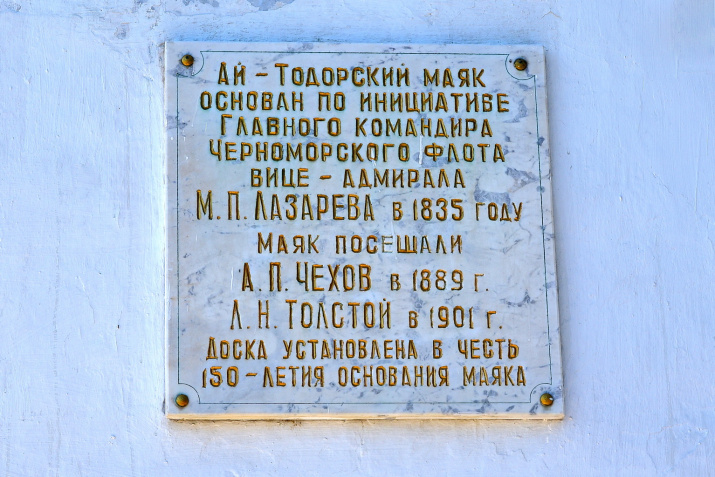 Ай - Тодорский маяк
основан по инициативе
Главного командира
Черноморского флота
вице - адмирала
М. П. Лазарева в 1835 году
Маяк посещали
А. П. Чехов в 1889 г.
Л. Н. Толстой в 1901 г.
Доска установлена в честь
150 - летия основания маяка